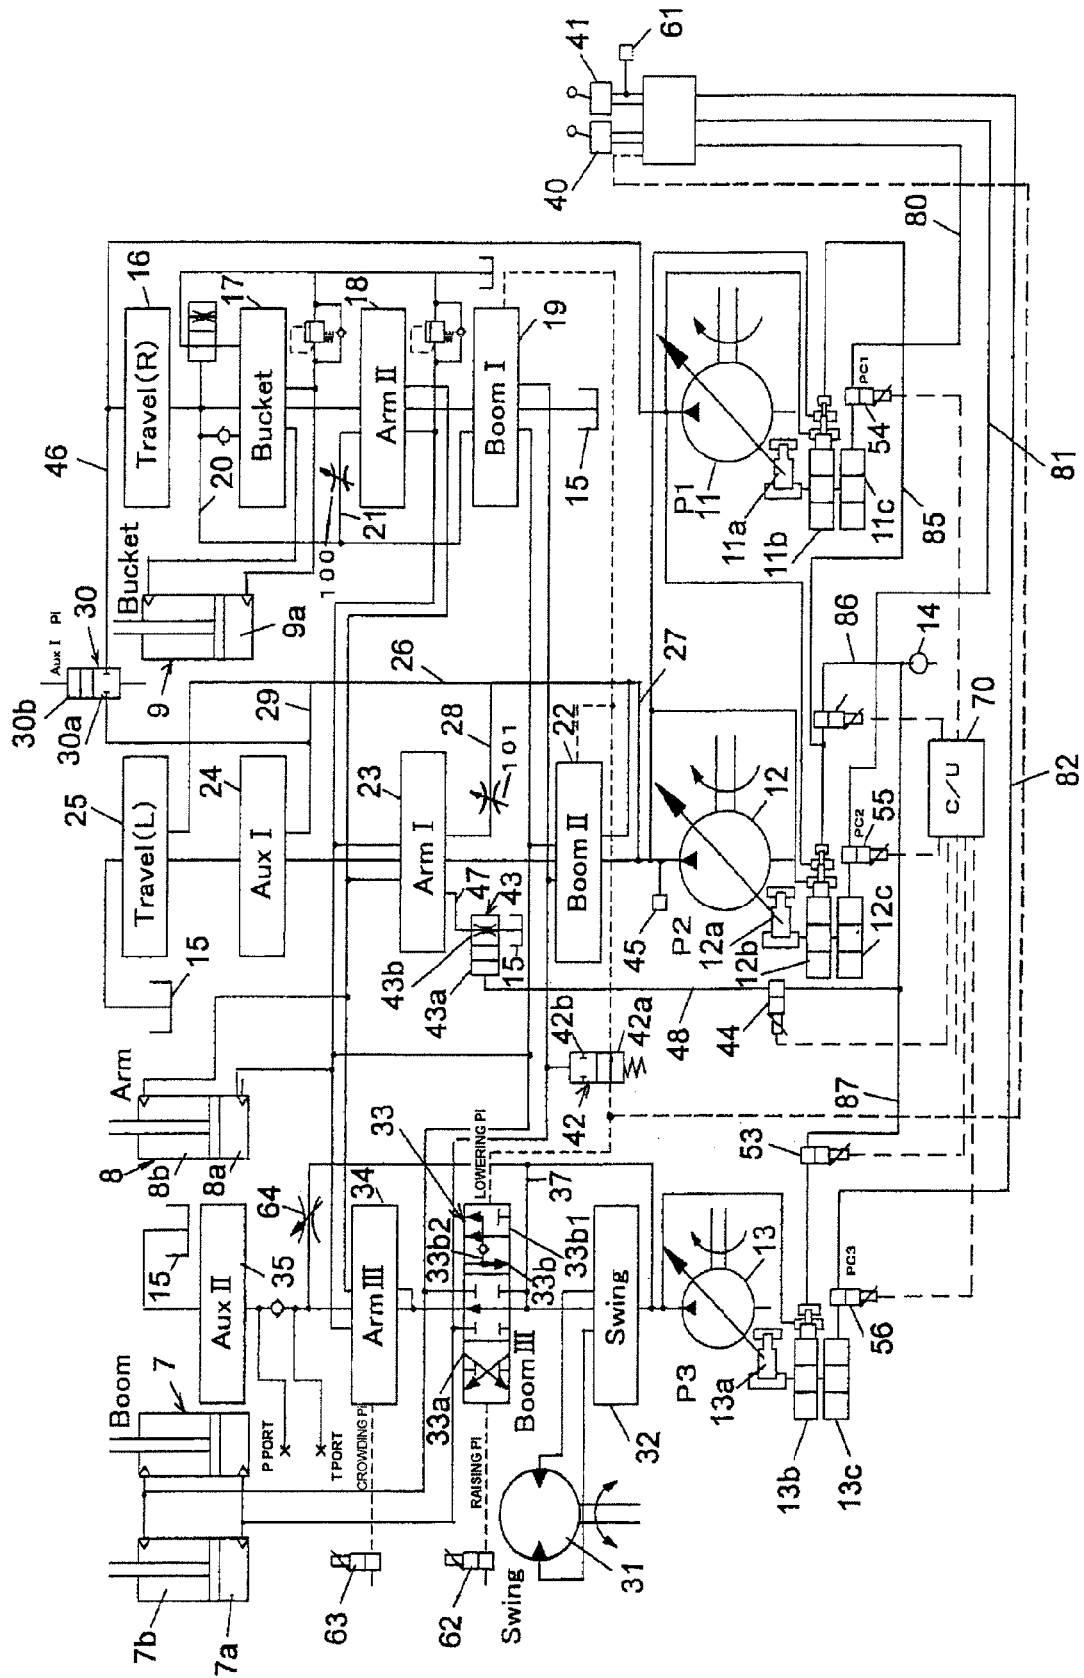 Boom
7
7b
7a
Aux II
35
15
P PORT
T PORT
CROWDING Pi
63
64
Arm III
34
33
33a
33b2
33b
33b1
LOWERING Pi
RAISING Pi
62
Boom III
37
Swing
32
Swing
31
P3
13
13a
13b
13c
PC3
56
53
87
Arm
8
8b
8a
15
Travel(L)
25
Aux I
24
29
26
Arm I
23
28
101
47
43
43b
43a
15
42b
42a
42
Boom II
22
27
45
48
44
P2
12
12a
12b
12c
PC2
55
86
14
C/U
70
82
Aux I Pi
30
30b
30a
46
Bucket
9
9a
Travel(R)
16
20
Bucket
17
100
21
Arm II
18
Boom I
19
15
P1
11
11a
11b
11c
PC1
54
85
81
80
40
41
61